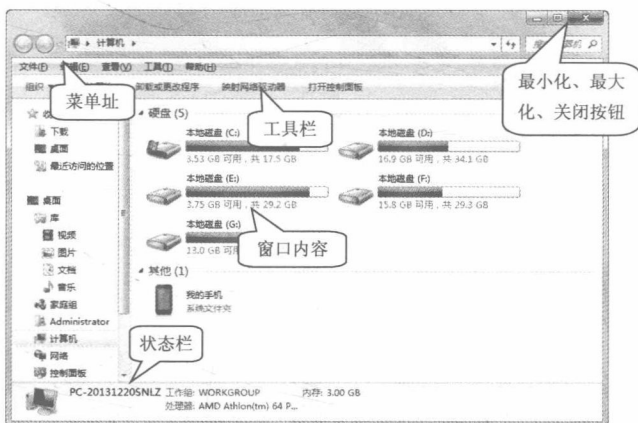 计算机
文件(F) 编辑(E) 查看(V) 工具(T) 帮助(H)
组织 卸载或更改程序 映射网络驱动器 打开控制面板
最小化、最大
化、关闭按钮
菜单址
工具栏
下载
桌面
最近访问的位置
桌面
库
视频
图片
文档
音乐
家庭组
Administrator
计算机
网络
控制面板
硬盘 (5)
本地磁盘 (C:)
3.53 GB 可用，共 17.5 GB
本地磁盘 (D:)
16.9 GB 可用，共 34.1 GB
本地磁盘 (E:)
3.75 GB 可用，共 29.2 GB
本地磁盘 (F:)
15.8 GB 可用，共 29.3 GB
本地磁盘 (G:)
13.0 GB 可用
窗口内容
其他 (1)
我的手机
系统文件夹
状态栏
PC-20131220SNLZ 工作组: WORKGROUP 内存: 3.00 GB
处理器: AMD Athlon(tm) 64 P...